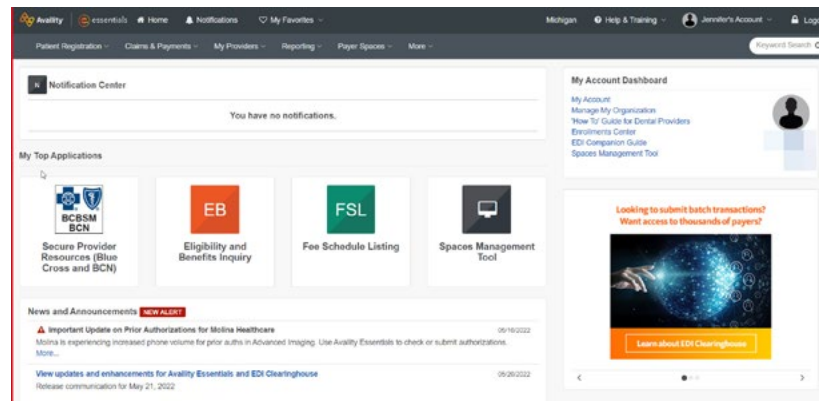 Availity essentials Home Notifications My Favorites Michigan Help & Training Jennifer's Account
Patient Registration Claims & Payments My Providers Reporting Payer Spaces More Keyword Search
N Notification Center
You have no notifications.
My Account Dashboard
My Account
Manage My Organization
'How To' Guide for Dental Providers
Enrollments Center
EDI Companion Guide
Spaces Management Tool
My Top Applications
BCBSM
BCN
Secure Provider
Resources (Blue
Cross and BCN)
EB
Eligibility and
Benefits Inquiry
FSL
Fee Schedule Listing
Spaces Management
Tool
Looking to submit batch transactions?
Want access to thousands of payers?
Learn about EDI Clearinghouse
News and Announcements NEW ALERT
Important Update on Prior Authorizations for Molina Healthcare
Molina is experiencing increased phone volume for prior auths in Advanced Imaging. Use Availity Essentials to check or submit authorizations.
More...
View updates and enhancements for Availity Essentials and EDI Clearinghouse
Release communication for May 21, 2022